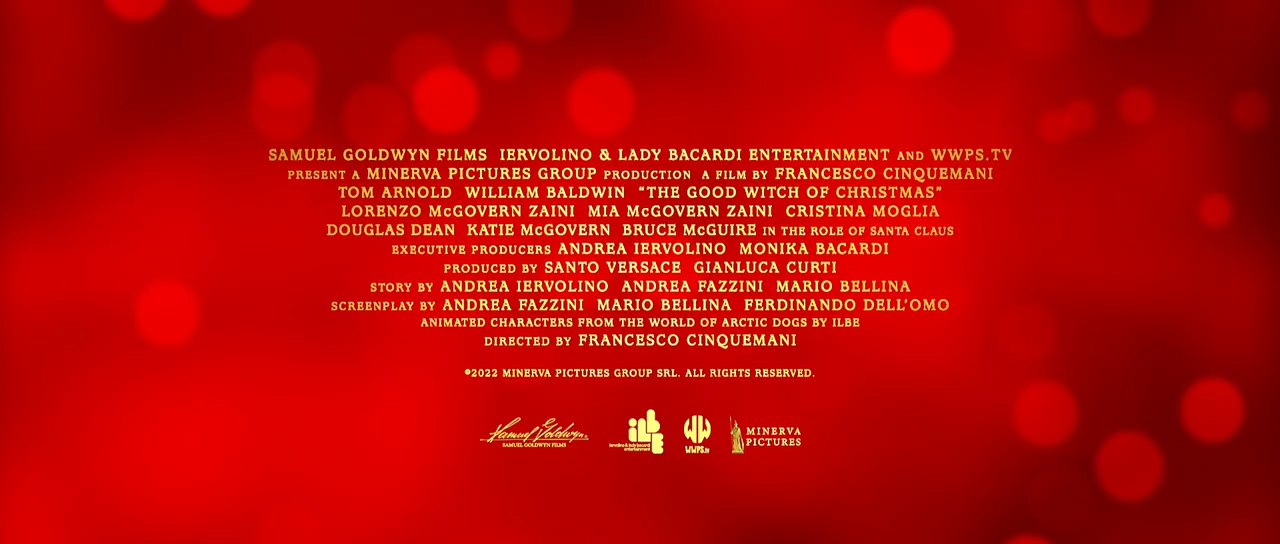 SAMUEL GOLDWYN FILMS IERVOLINO & LADY BACARDI ENTERTAINMENT AND WWPS.TV
PRESENT A MINERVA PICTURES GROUP PRODUCTION A FILM BY FRANCESCO CINQUEMANI
TOM ARNOLD WILLIAM BALDWIN “THE GOOD WITCH OF CHRISTMAS”
LORENZO McGOVERN ZAINI MIA McGOVERN ZAINI CRISTINA MOGLIA
DOUGLAS DEAN KATIE McGOVERN BRUCE McGUIRE IN THE ROLE OF SANTA CLAUS
EXECUTIVE PRODUCERS ANDREA IERVOLINO MONIKA BACARDI
PRODUCED BY SANTO VERSACE GIANLUCA CURTI
STORY BY ANDREA IERVOLINO ANDREA FAZZINI MARIO BELLINA
SCREENPLAY BY ANDREA FAZZINI MARIO BELLINA FERDINANDO DELL'OMO
ANIMATED CHARACTERS FROM THE WORLD OF ARCTIC DOGS BY ILBE
DIRECTED BY FRANCESCO CINQUEMANI
©2022 MINERVA PICTURES GROUP SRL. ALL RIGHTS RESERVED.
Samuel Goldwyn
SAMUEL GOLDWYN FILMS
iLBE
iervolino & lady bacardi
entertainment
WWPS.tv
MINERVA
PICTURES